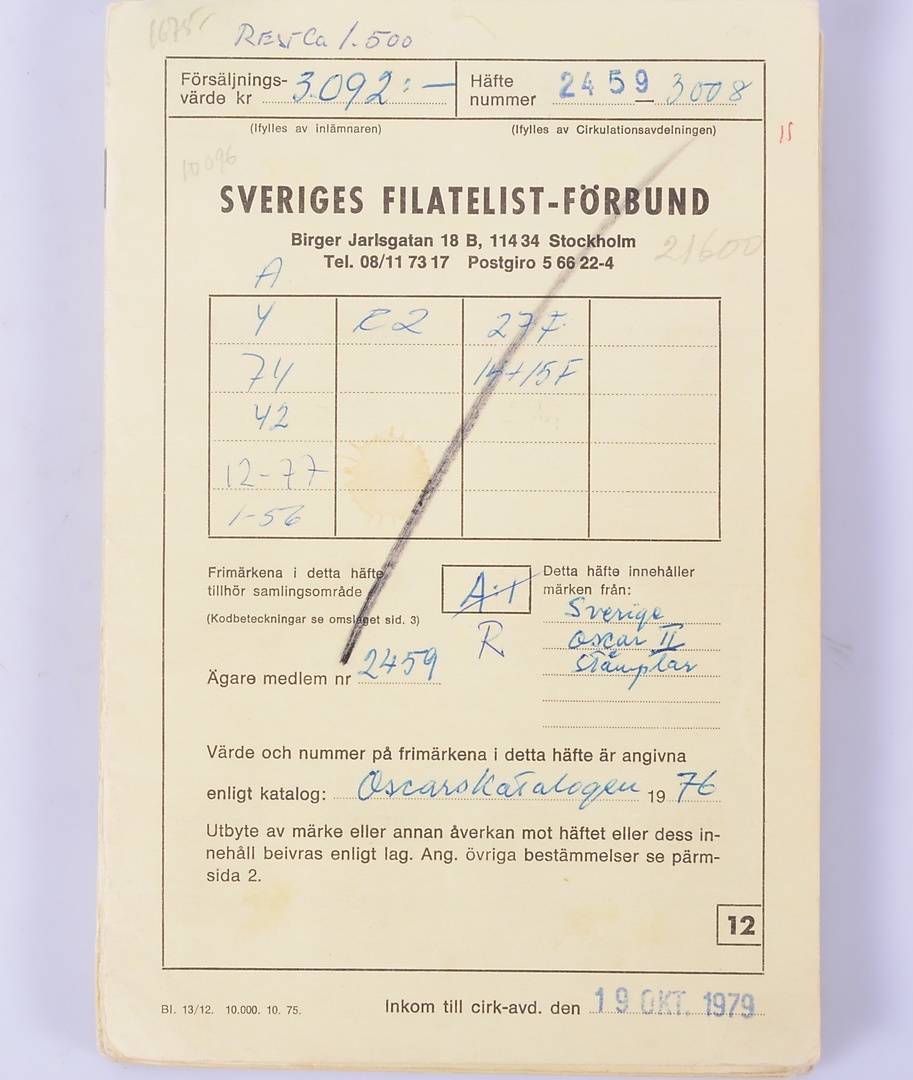 1675:-
Rest Ca 1.500
Försäljnings-
värde kr 3.092:-
Häfte
nummer 2459 - 3008
(Ifylles av inlämnaren)
(Ifylles av Cirkulationsavdelningen)
15
10096
SVERIGES FILATELIST-FÖRBUND
Birger Jarlsgatan 18 B, 114 34 Stockholm
Tel. 08/11 73 17 Postgiro 5 66 22-4
21600
A
Y R2 27 F
74 14+15F
42
12-77
1-56
Frimärkena i detta häfte
tillhör samlingsområde
(Kodbeteckningar se omslaget sid. 3)
A:1
R
Detta häfte innehåller
märken från:
Sverige
Oscar II
stämplar
Ägare medlem nr 2459
Värde och nummer på frimärkena i detta häfte är angivna
enligt katalog: Oscarskatalogen 1976
Utbyte av märke eller annan åverkan mot häftet eller dess in-
nehåll beivras enligt lag. Ang. övriga bestämmelser se pärm-
sida 2.
12
Bl. 13/12. 10.000. 10. 75.
Inkom till cirk-avd. den 19 OKT. 1979